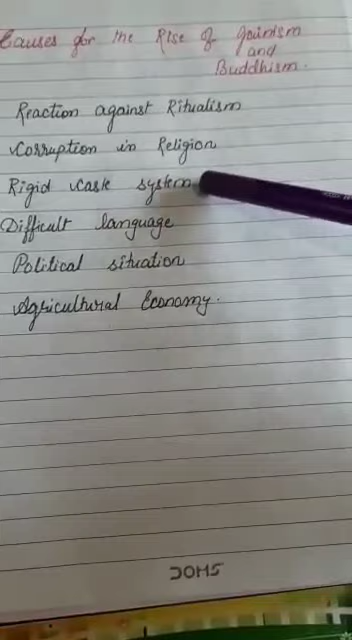 Causes for the Rise of Jainism
and
Buddhism.
Reaction against Ritualism
Corruption in Religion
Rigid caste system
Difficult language
Political situation
Agricultural Economy.
DOMS